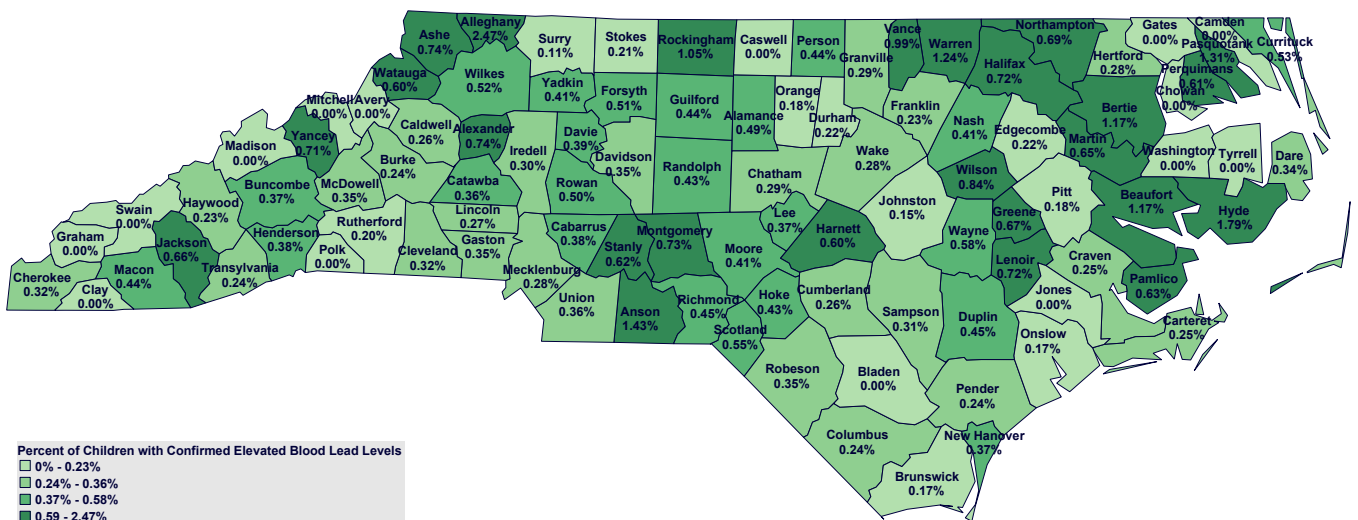 Alleghany
2.47%
Ashe
0.74%
Surry
0.11%
Stokes
0.21%
Rockingham
1.05%
Caswell
0.00%
Person
0.44%
Granville
0.29%
Vance
0.99%
Warren
1.24%
Northampton
0.69%
Gates
0.00%
Camden
0.00%
Currituck
0.53%
Pasquotank
1.31%
Perquimans
0.61%
Chowan
0.00%
Hertford
0.28%
Halifax
0.72%
Watauga
0.60%
Wilkes
0.52%
Yadkin
0.41%
Forsyth
0.51%
Guilford
0.44%
Alamance
0.49%
Orange
0.18%
Durham
0.22%
Franklin
0.23%
Nash
0.41%
Edgecombe
0.22%
Bertie
1.17%
Martin
0.65%
Washington
0.00%
Tyrrell
0.00%
Dare
0.34%
Mitchell
0.00%
Avery
0.00%
Caldwell
0.26%
Alexander
0.74%
Iredell
0.30%
Davie
0.39%
Davidson
0.35%
Randolph
0.43%
Chatham
0.29%
Wake
0.28%
Wilson
0.84%
Pitt
0.18%
Beaufort
1.17%
Hyde
1.79%
Yancey
0.71%
Madison
0.00%
Burke
0.24%
McDowell
0.35%
Catawba
0.36%
Rowan
0.50%
Buncombe
0.37%
Haywood
0.23%
Swain
0.00%
Graham
0.00%
Cherokee
0.32%
Clay
0.00%
Macon
0.44%
Jackson
0.66%
Transylvania
0.24%
Henderson
0.38%
Polk
0.00%
Rutherford
0.20%
Cleveland
0.32%
Lincoln
0.27%
Gaston
0.35%
Mecklenburg
0.28%
Cabarrus
0.38%
Stanly
0.62%
Montgomery
0.73%
Moore
0.41%
Lee
0.37%
Harnett
0.60%
Johnston
0.15%
Wayne
0.58%
Greene
0.67%
Lenoir
0.72%
Craven
0.25%
Pamlico
0.63%
Jones
0.00%
Carteret
0.25%
Onslow
0.17%
Duplin
0.45%
Sampson
0.31%
Cumberland
0.26%
Hoke
0.43%
Richmond
0.45%
Scotland
0.55%
Anson
1.43%
Union
0.36%
Robeson
0.35%
Bladen
0.00%
Pender
0.24%
Columbus
0.24%
New Hanover
0.37%
Brunswick
0.17%
Percent of Children with Confirmed Elevated Blood Lead Levels
0% - 0.23%
0.24% - 0.36%
0.37% - 0.58%
0.59 - 2.47%